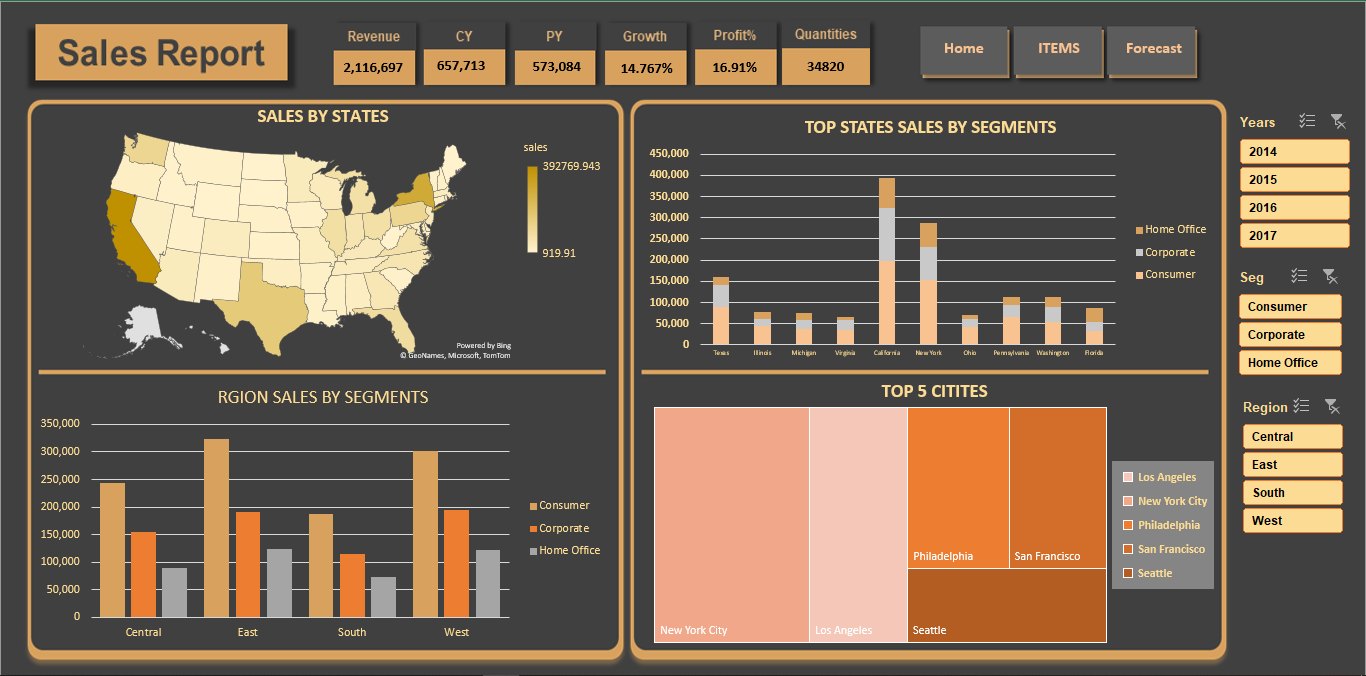 Sales Report
Revenue
2,116,697
CY
657,713
PY
573,084
Growth
14.767%
Profit%
16.91%
Quantities
34820
Home
ITEMS
Forecast
SALES BY STATES
sales
392769.943
919.91
Powered by Bing
© GeoNames, Microsoft, TomTom
TOP STATES SALES BY SEGMENTS
450,000
400,000
350,000
300,000
250,000
200,000
150,000
100,000
50,000
0
Texas
Illinois
Michigan
Virginia
California
New York
Ohio
Pennsylvania
Washington
Florida
Home Office
Corporate
Consumer
RGION SALES BY SEGMENTS
350,000
300,000
250,000
200,000
150,000
100,000
50,000
0
Central
East
South
West
Consumer
Corporate
Home Office
TOP 5 CITITES
New York City
Los Angeles
Philadelphia
San Francisco
Seattle
Los Angeles
New York City
Philadelphia
San Francisco
Seattle
Years
2014
2015
2016
2017
Seg
Consumer
Corporate
Home Office
Region
Central
East
South
West